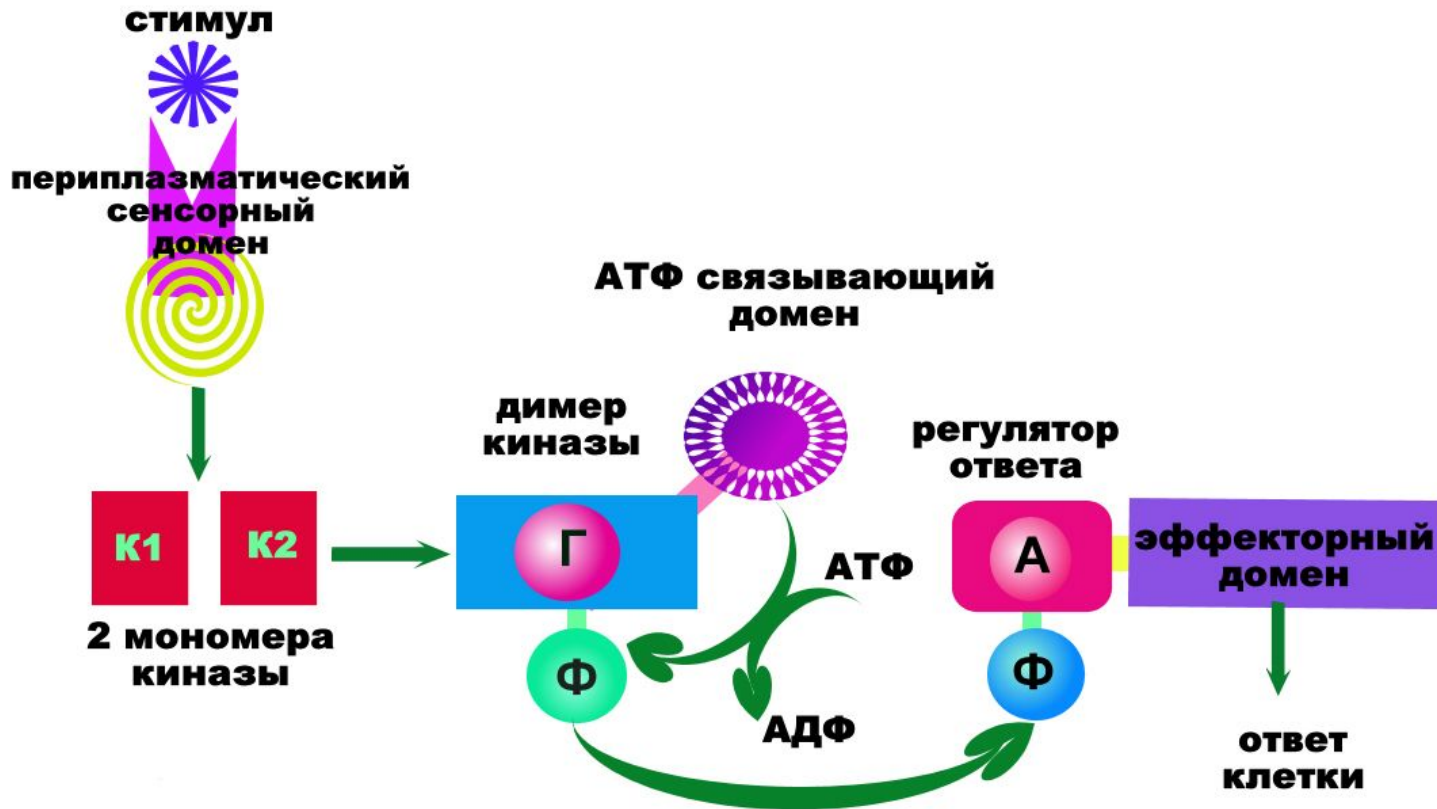 стимул
периплазматический
сенсорный
домен
АТФ связывающий
домен
димер
киназы
регулятор
ответа
К1
К2
Г
АТФ
А
эффекторный
домен
2 мономера
киназы
Ф
Ф
АДФ
ответ
клетки